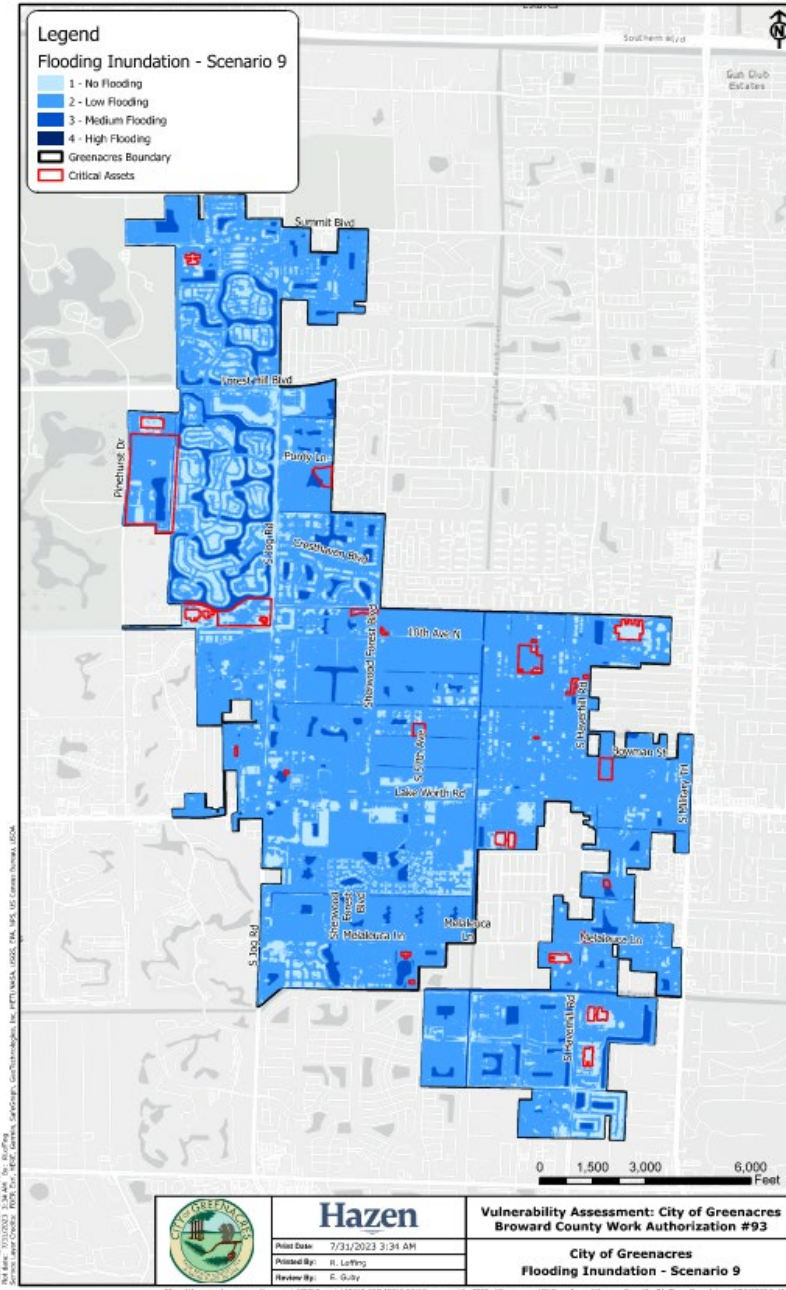 Estates
Southern Blvd
N
Gun Club
Estates
Legend
Flooding Inundation - Scenario 9
1 - No Flooding
2 - Low Flooding
3 - Medium Flooding
4 - High Flooding
Greenacres Boundary
Critical Assets
Summit Blvd
Forest Hill Blvd
Pinehurst Dr
Purdy Ln
S Jog Rd
Cresthaven Blvd
Sherwood Forest Blvd
10th Ave N
S Haverhill Rd
S 57th Ave
Bowman St
Lake Worth Rd
S Military Trl
Sherwood
Forest
Blvd
Melaleuca Ln
Melaleuca
Ln
Melaleuca Ln
S Jog Rd
S Haverhill Rd
0 1,500 3,000 6,000
Feet
CITY OF GREENACRES
Hazen
Print Date: 7/31/2023 3:34 AM
Printed By: R. Loffing
Review By: E. Guby
Vulnerability Assessment: City of Greenacres
Broward County Work Authorization #93
City of Greenacres
Flooding Inundation - Scenario 9